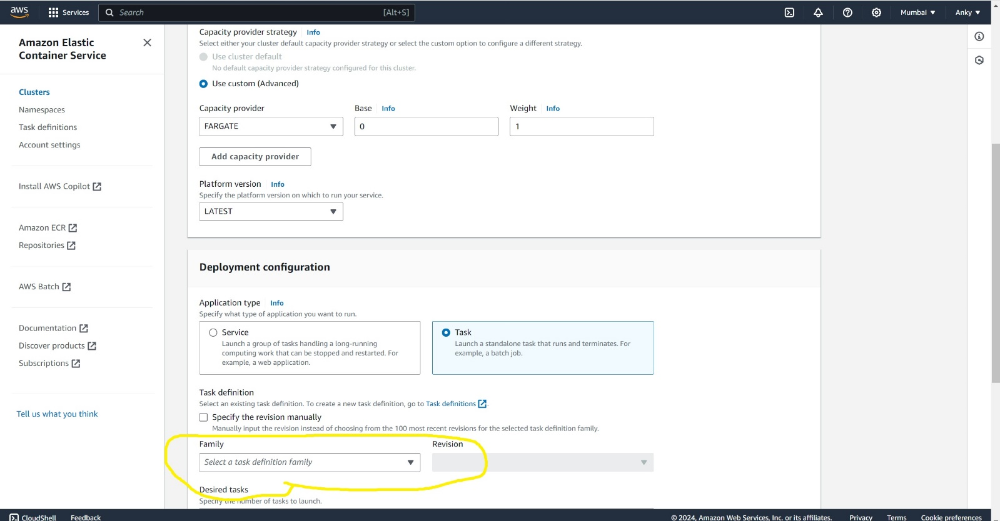 aws
Services
Search
[Alt+S]
Mumbai
Anky
Amazon Elastic
Container Service
Clusters
Namespaces
Task definitions
Account settings
Install AWS Copilot
Amazon ECR
Repositories
AWS Batch
Documentation
Discover products
Subscriptions
Tell us what you think
Capacity provider strategy Info
Select either your cluster default capacity provider strategy or select the custom option to configure a different strategy.
Use cluster default
No default capacity provider strategy configured for this cluster.
Use custom (Advanced)
Capacity provider Base Info Weight Info
FARGATE 0 1
Add capacity provider
Platform version Info
Specify the platform version on which to run your service.
LATEST
Deployment configuration
Application type Info
Specify what type of application you want to run.
Service
Launch a group of tasks handling a long-running
computing work that can be stopped and restarted. For
example, a web application.
Task
Launch a standalone task that runs and terminates. For
example, a batch job.
Task definition
Select an existing task definition. To create a new task definition, go to Task definitions.
Specify the revision manually
Manually input the revision instead of choosing from the 100 most recent revisions for the selected task definition family.
Family Revision
Select a task definition family
Desired tasks
Specify the number of tasks to launch.
CloudShell Feedback © 2024, Amazon Web Services, Inc. or its affiliates. Privacy Terms Cookie preferences